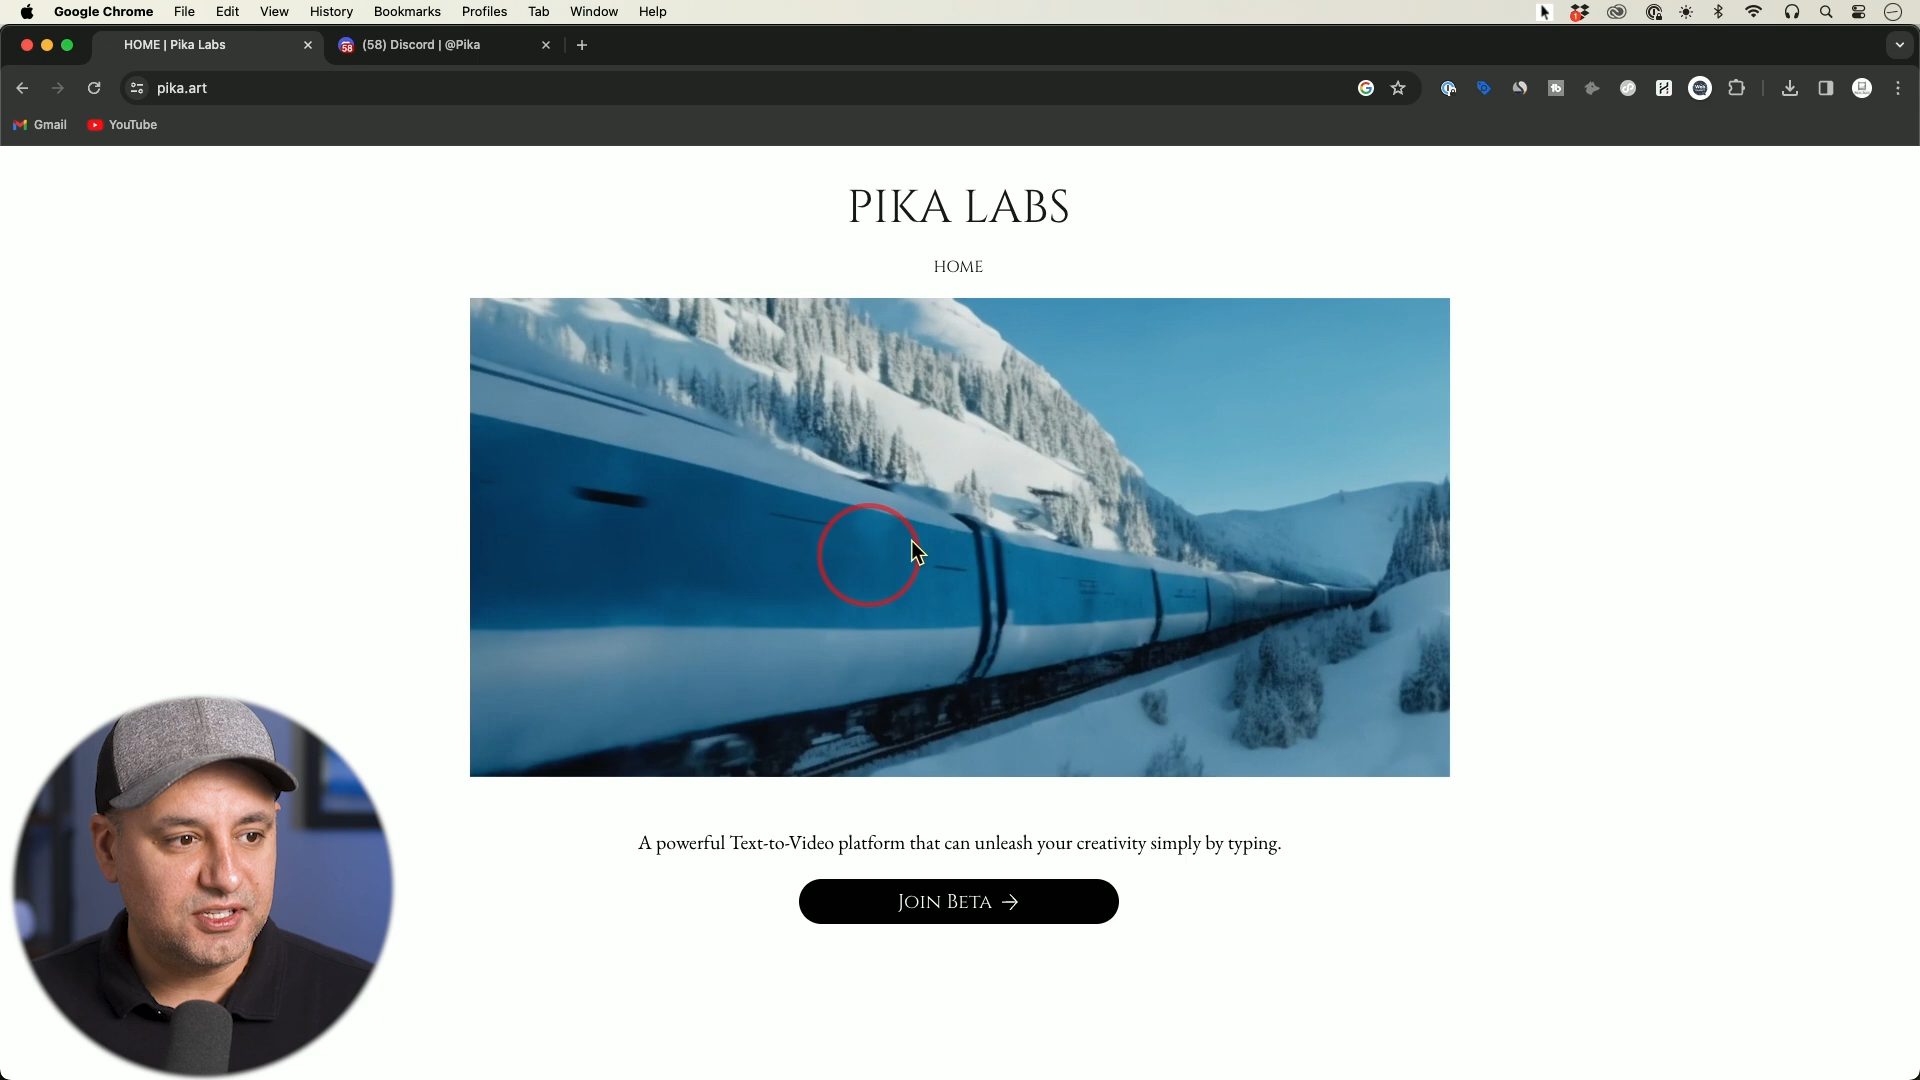 Google Chrome File Edit View History Bookmarks Profiles Tab Window Help
HOME | Pika Labs
(58) Discord | @Pika
pika.art
Gmail
YouTube
PIKA LABS
HOME
A powerful Text-to-Video platform that can unleash your creativity simply by typing.
Join Beta →